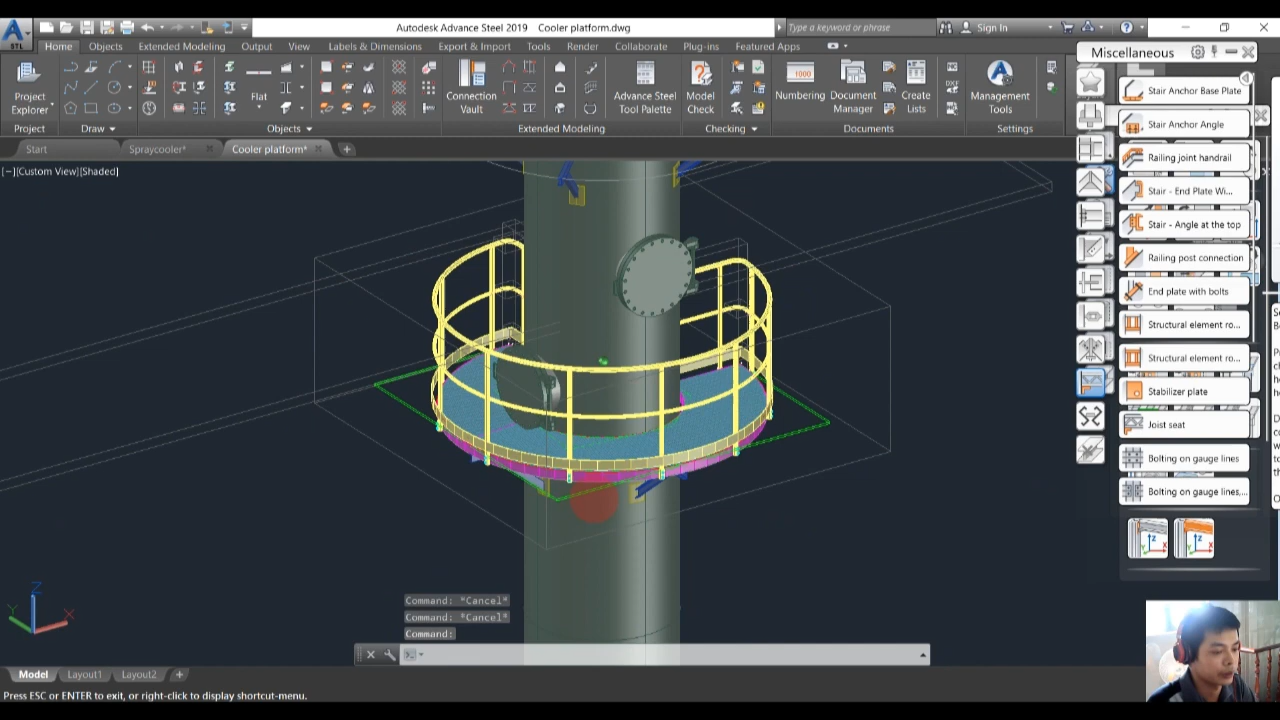 Autodesk Advance Steel 2019 Cooler platform.dwg
Type a keyword or phrase
Sign In
STL
Home Objects Extended Modeling Output View Labels & Dimensions Export & Import Tools Render Collaborate Plug-ins Featured Apps
Project
Explorer
Flat
Connection
Vault
Advance Steel
Tool Palette
Model
Check
1000
Numbering
Document
Manager
Create
Lists
Management
Tools
Project Draw Objects Extended Modeling Checking Documents Settings
Start Spraycooler* Cooler platform*
[−][Custom View][Shaded]
Miscellaneous
Stair Anchor Base Plate
Stair Anchor Angle
Railing joint handrail
Stair - End Plate Wi...
Stair - Angle at the top
Railing post connection
End plate with bolts
Structural element ro...
Structural element ro...
Stabilizer plate
Joist seat
Bolting on gauge lines
Bolting on gauge lines,...
Z
Y
X
Command: *Cancel*
Command: *Cancel*
Command:
Model Layout1 Layout2
Press ESC or ENTER to exit, or right-click to display shortcut-menu.